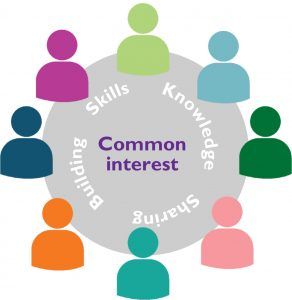 Common
interest
Building
Skills
Knowledge
Sharing